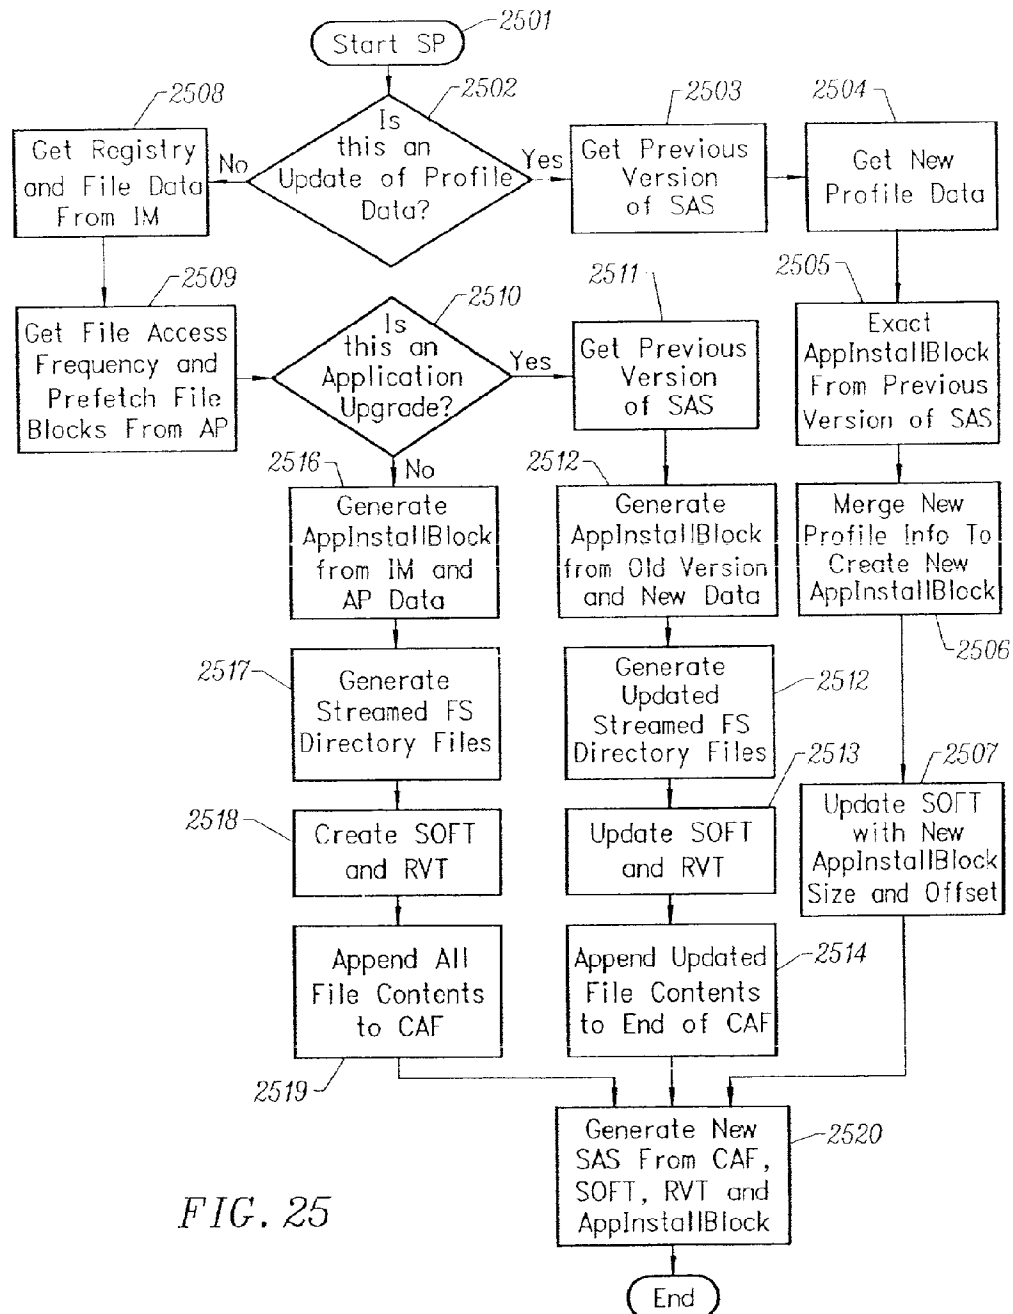 Start SP
2501
2502
Is
this an
Update of Profile
Data?
No
Yes
2508
Get Registry
and File Data
From IM
2503
Get Previous
Version
of SAS
2504
Get New
Profile Data
2509
Get File Access
Frequency and
Prefetch File
Blocks From AP
2510
Is
this an
Application
Upgrade?
Yes
No
2511
Get Previous
Version
of SAS
2505
Exact
AppInstallBlock
From Previous
Version of SAS
2516
Generate
AppInstallBlock
from IM and
AP Data
2512
Generate
AppInstallBlock
from Old Version
and New Data
Merge New
Profile Info To
Create New
AppInstallBlock
2506
2517
Generate
Streamed FS
Directory Files
Generate
Updated
Streamed FS
Directory Files
2512
2507
Update SOFT
with New
AppInstallBlock
Size and Offset
2518
Create SOFT
and RVT
2513
Update SOFT
and RVT
Append All
File Contents
to CAF
2519
Append Updated
File Contents
to End of CAF
2514
Generate New
SAS From CAF,
SOFT, RVT and
AppInstallBlock
2520
End
FIG. 25